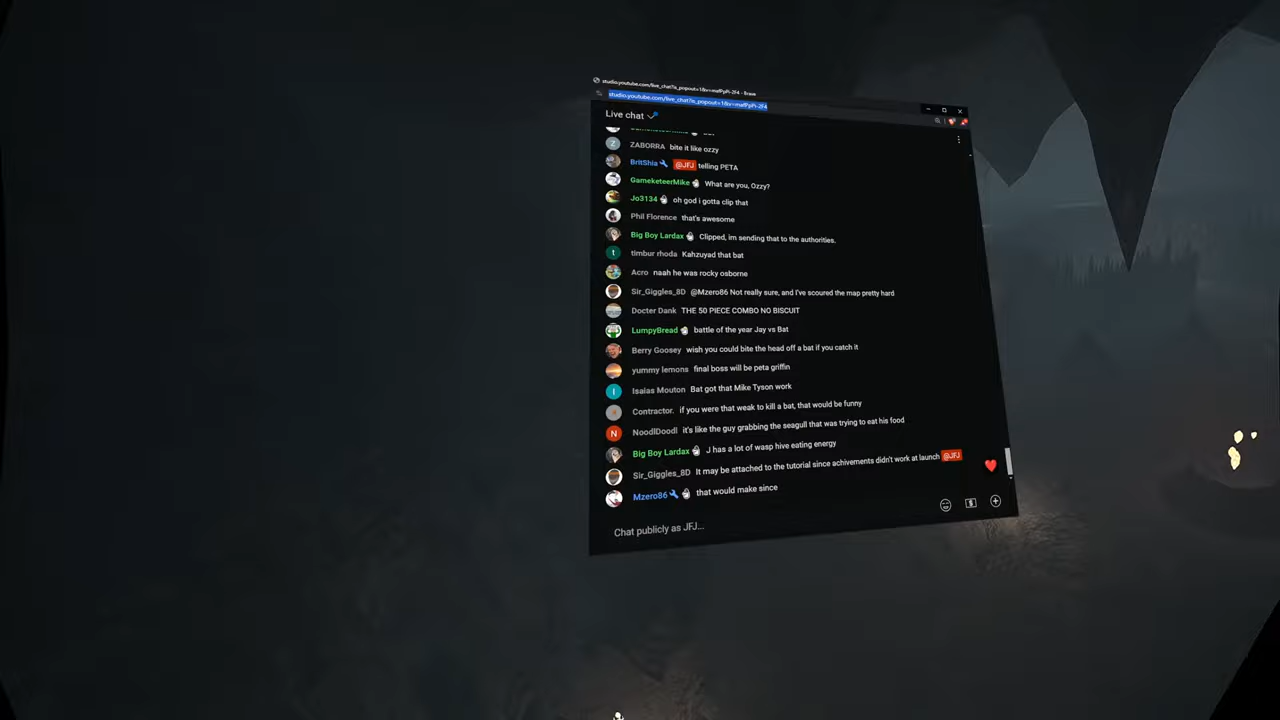 Live chat
ZABORRA bite it like ozzy
BritShia @JFJ telling PETA
GameketeerMike What are you, Ozzy?
Jo3134 oh god i gotta clip that
Phil Florence that's awesome
Big Boy Lardax Clipped, im sending that to the authorities.
timbur rhoda Kahzuyad that bat
Acro naah he was rocky osborne
Sir_Giggles_8D @Mzero86 Not really sure, and I've scoured the map pretty hard
Docter Dank THE 50 PIECE COMBO NO BISCUIT
LumpyBread battle of the year Jay vs Bat
Berry Goosey wish you could bite the head off a bat if you catch it
yummy lemons final boss will be peta griffin
Isaias Mouton Bat got that Mike Tyson work
Contractor. if you were that weak to kill a bat, that would be funny
NoodlDoodl it's like the guy grabbing the seagull that was trying to eat his food
Big Boy Lardax J has a lot of wasp hive eating energy
Sir_Giggles_8D It may be attached to the tutorial since achivements didn't work at launch @JFJ
Mzero86 that would make since
Chat publicly as JFJ...